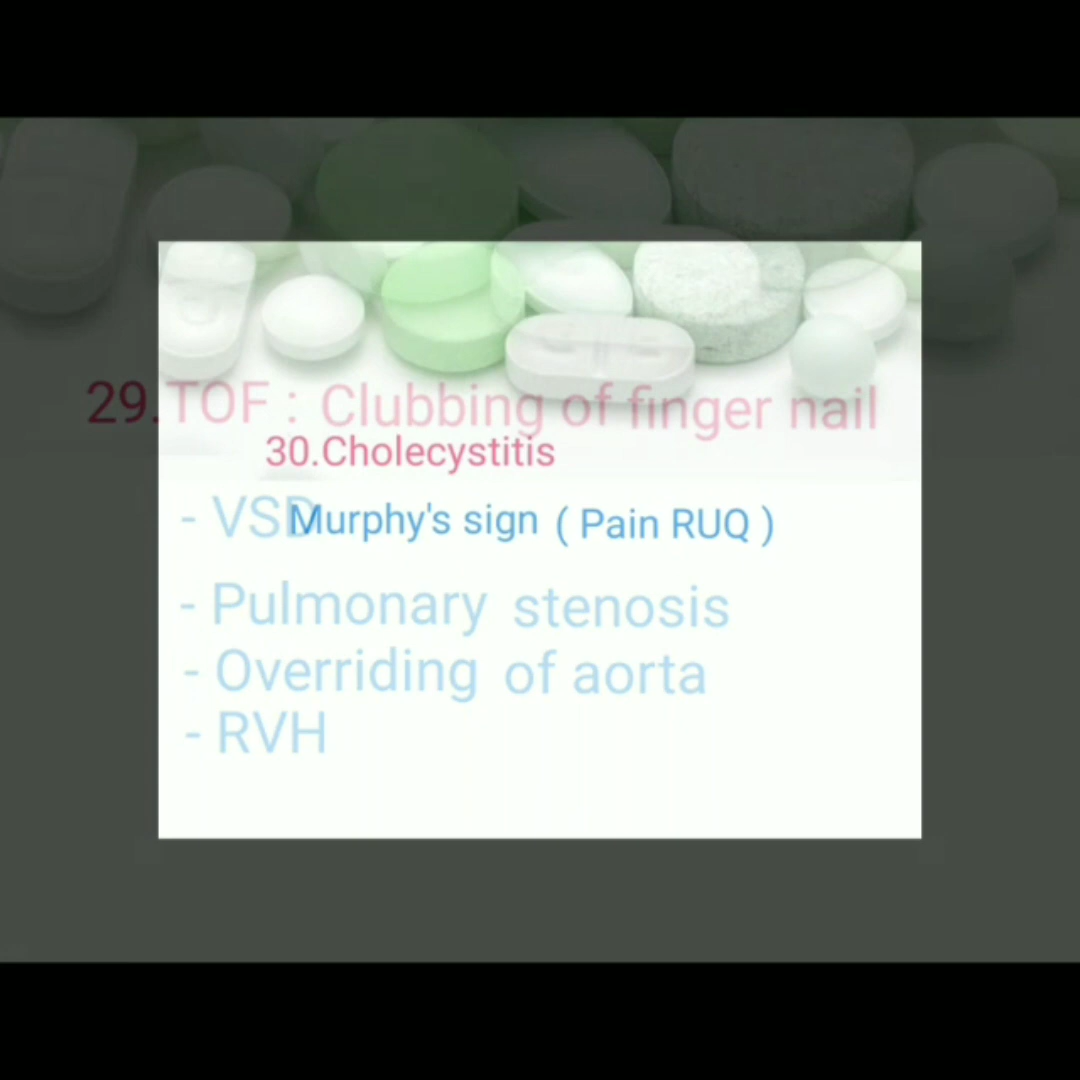 29.TOF : Clubbing of finger nail
30.Cholecystitis
- VSD
Murphy's sign ( Pain RUQ )
- Pulmonary stenosis
- Overriding of aorta
- RVH